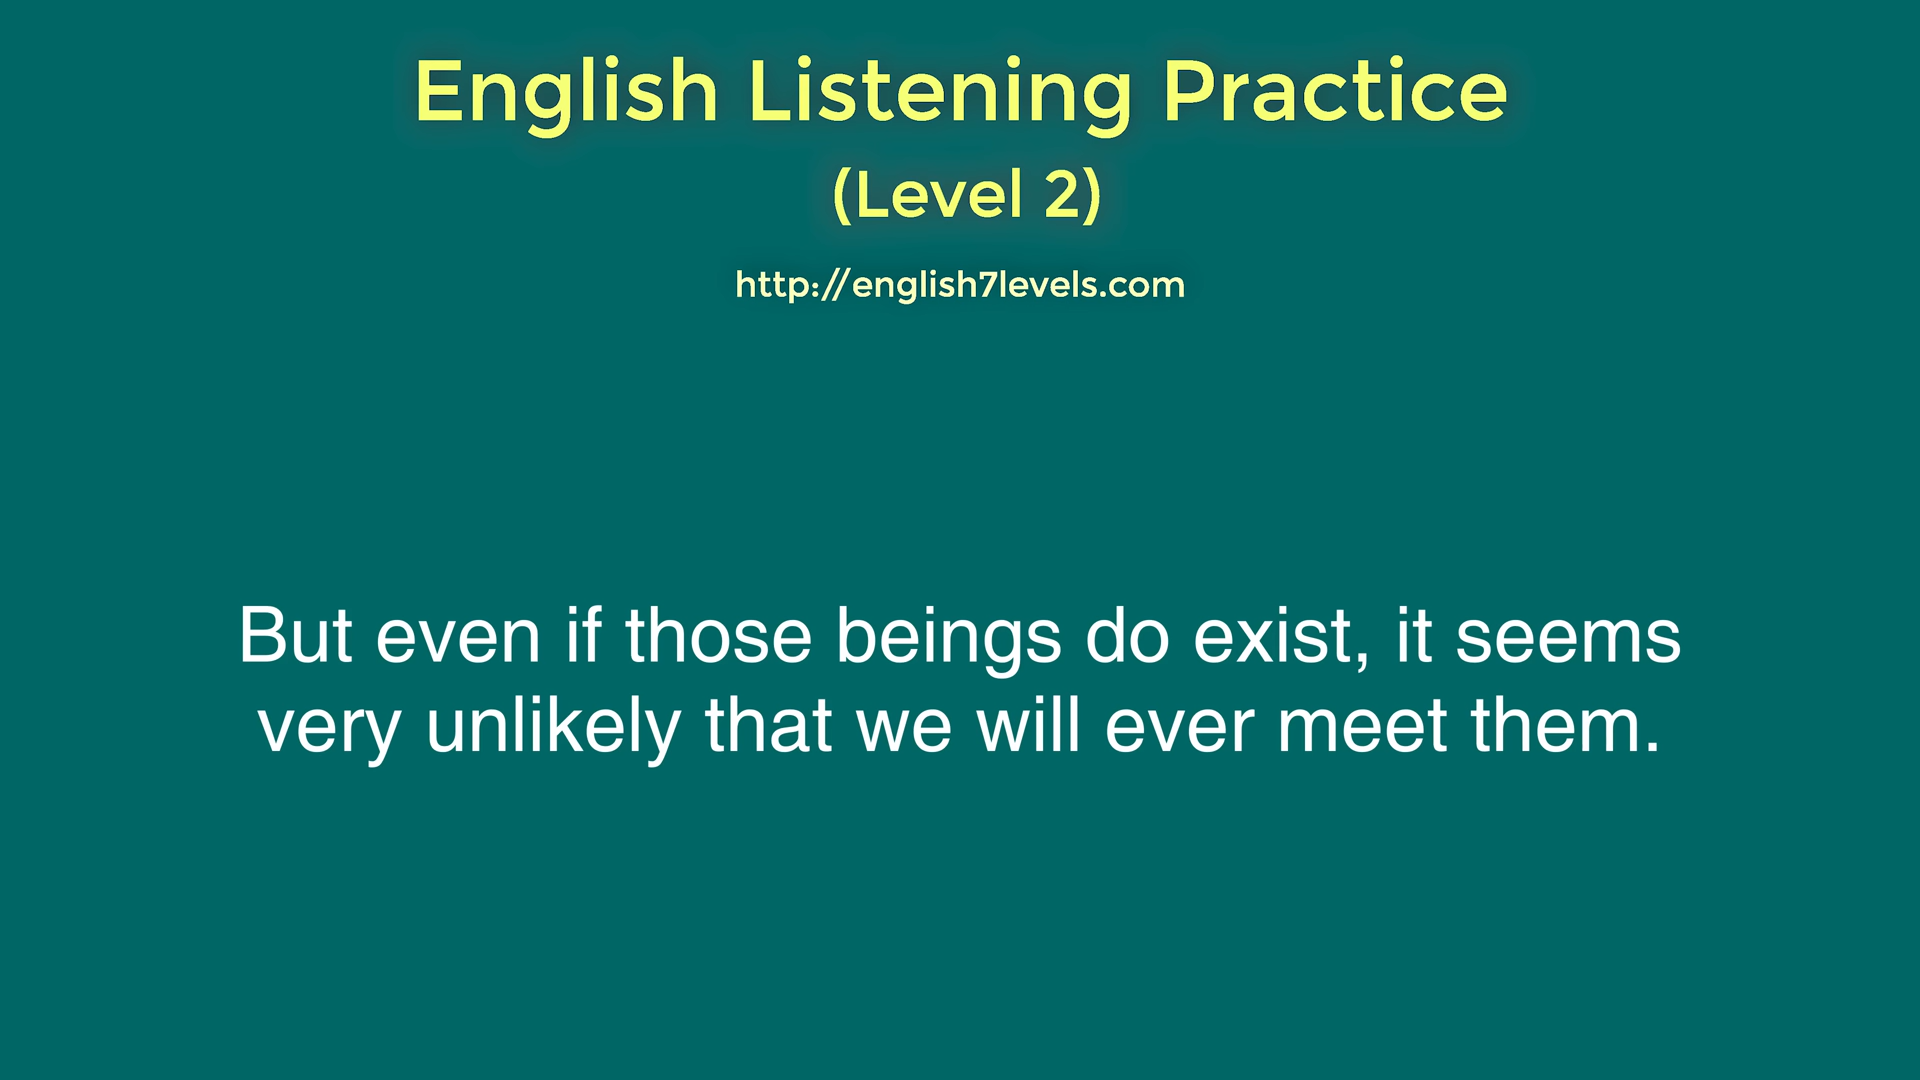 English Listening Practice
(Level 2)
http://english7levels.com
But even if those beings do exist, it seems
very unlikely that we will ever meet them.